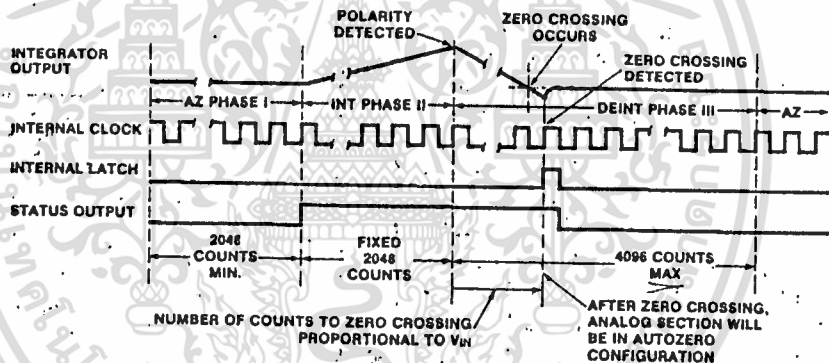 POLARITY
DETECTED
ZERO CROSSING
OCCURS
INTEGRATOR
OUTPUT
ZERO CROSSING
DETECTED
AZ PHASE I
INT PHASE II
DEINT PHASE III
AZ
INTERNAL CLOCK
INTERNAL LATCH
STATUS OUTPUT
2048
COUNTS
MIN.
FIXED
2048
COUNTS
4096 COUNTS
MAX
NUMBER OF COUNTS TO ZERO CROSSING
PROPORTIONAL TO VIN
AFTER ZERO CROSSING,
ANALOG SECTION WILL
BE IN AUTOZERO
CONFIGURATION